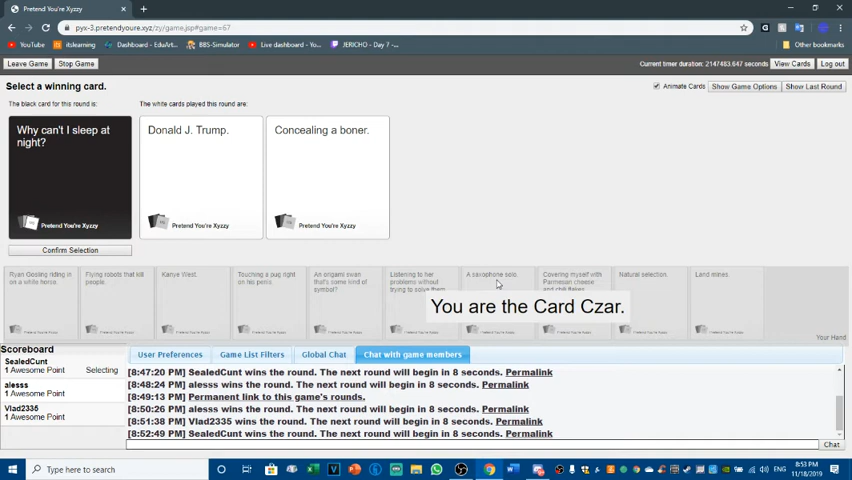 Pretend You're Xyzzy
pyx-3.pretendyoure.xyz/zy/game.jsp#game=67
YouTube
itslearning
Dashboard - EduArt...
BBS-Simulator
Live dashboard - Yo...
JERICHO - Day 7 -...
Other bookmarks
Leave Game
Stop Game
Current timer duration: 2147483.647 seconds
View Cards
Log out
Select a winning card.
Animate Cards
Show Game Options
Show Last Round
The black card for this round is:
The white cards played this round are:
Why can't I sleep at
night?
Pretend You're Xyzzy
Donald J. Trump.
Pretend You're Xyzzy
Concealing a boner.
Pretend You're Xyzzy
Confirm Selection
Ryan Gosling riding in
on a white horse.
Flying robots that kill
people.
Kanye West.
Touching a pug right
on his penis.
An origami swan
that's some kind of
symbol?
Listening to her
problems without
trying to solve them.
A saxophone solo.
Covering myself with
Parmesan cheese
and chili flakes.
Natural selection.
Land mines.
Your Hand
You are the Card Czar.
Scoreboard
SealedCunt
1 Awesome Point
Selecting
alesss
1 Awesome Point
Vlad2335
1 Awesome Point
User Preferences
Game List Filters
Global Chat
Chat with game members
[8:47:20 PM] SealedCunt wins the round. The next round will begin in 8 seconds. Permalink
[8:48:24 PM] alesss wins the round. The next round will begin in 8 seconds. Permalink
[8:49:13 PM] Permanent link to this game's rounds.
[8:50:26 PM] alesss wins the round. The next round will begin in 8 seconds. Permalink
[8:51:38 PM] Vlad2335 wins the round. The next round will begin in 8 seconds. Permalink
[8:52:49 PM] SealedCunt wins the round. The next round will begin in 8 seconds. Permalink
Chat
Type here to search
8:53 PM
11/18/2019